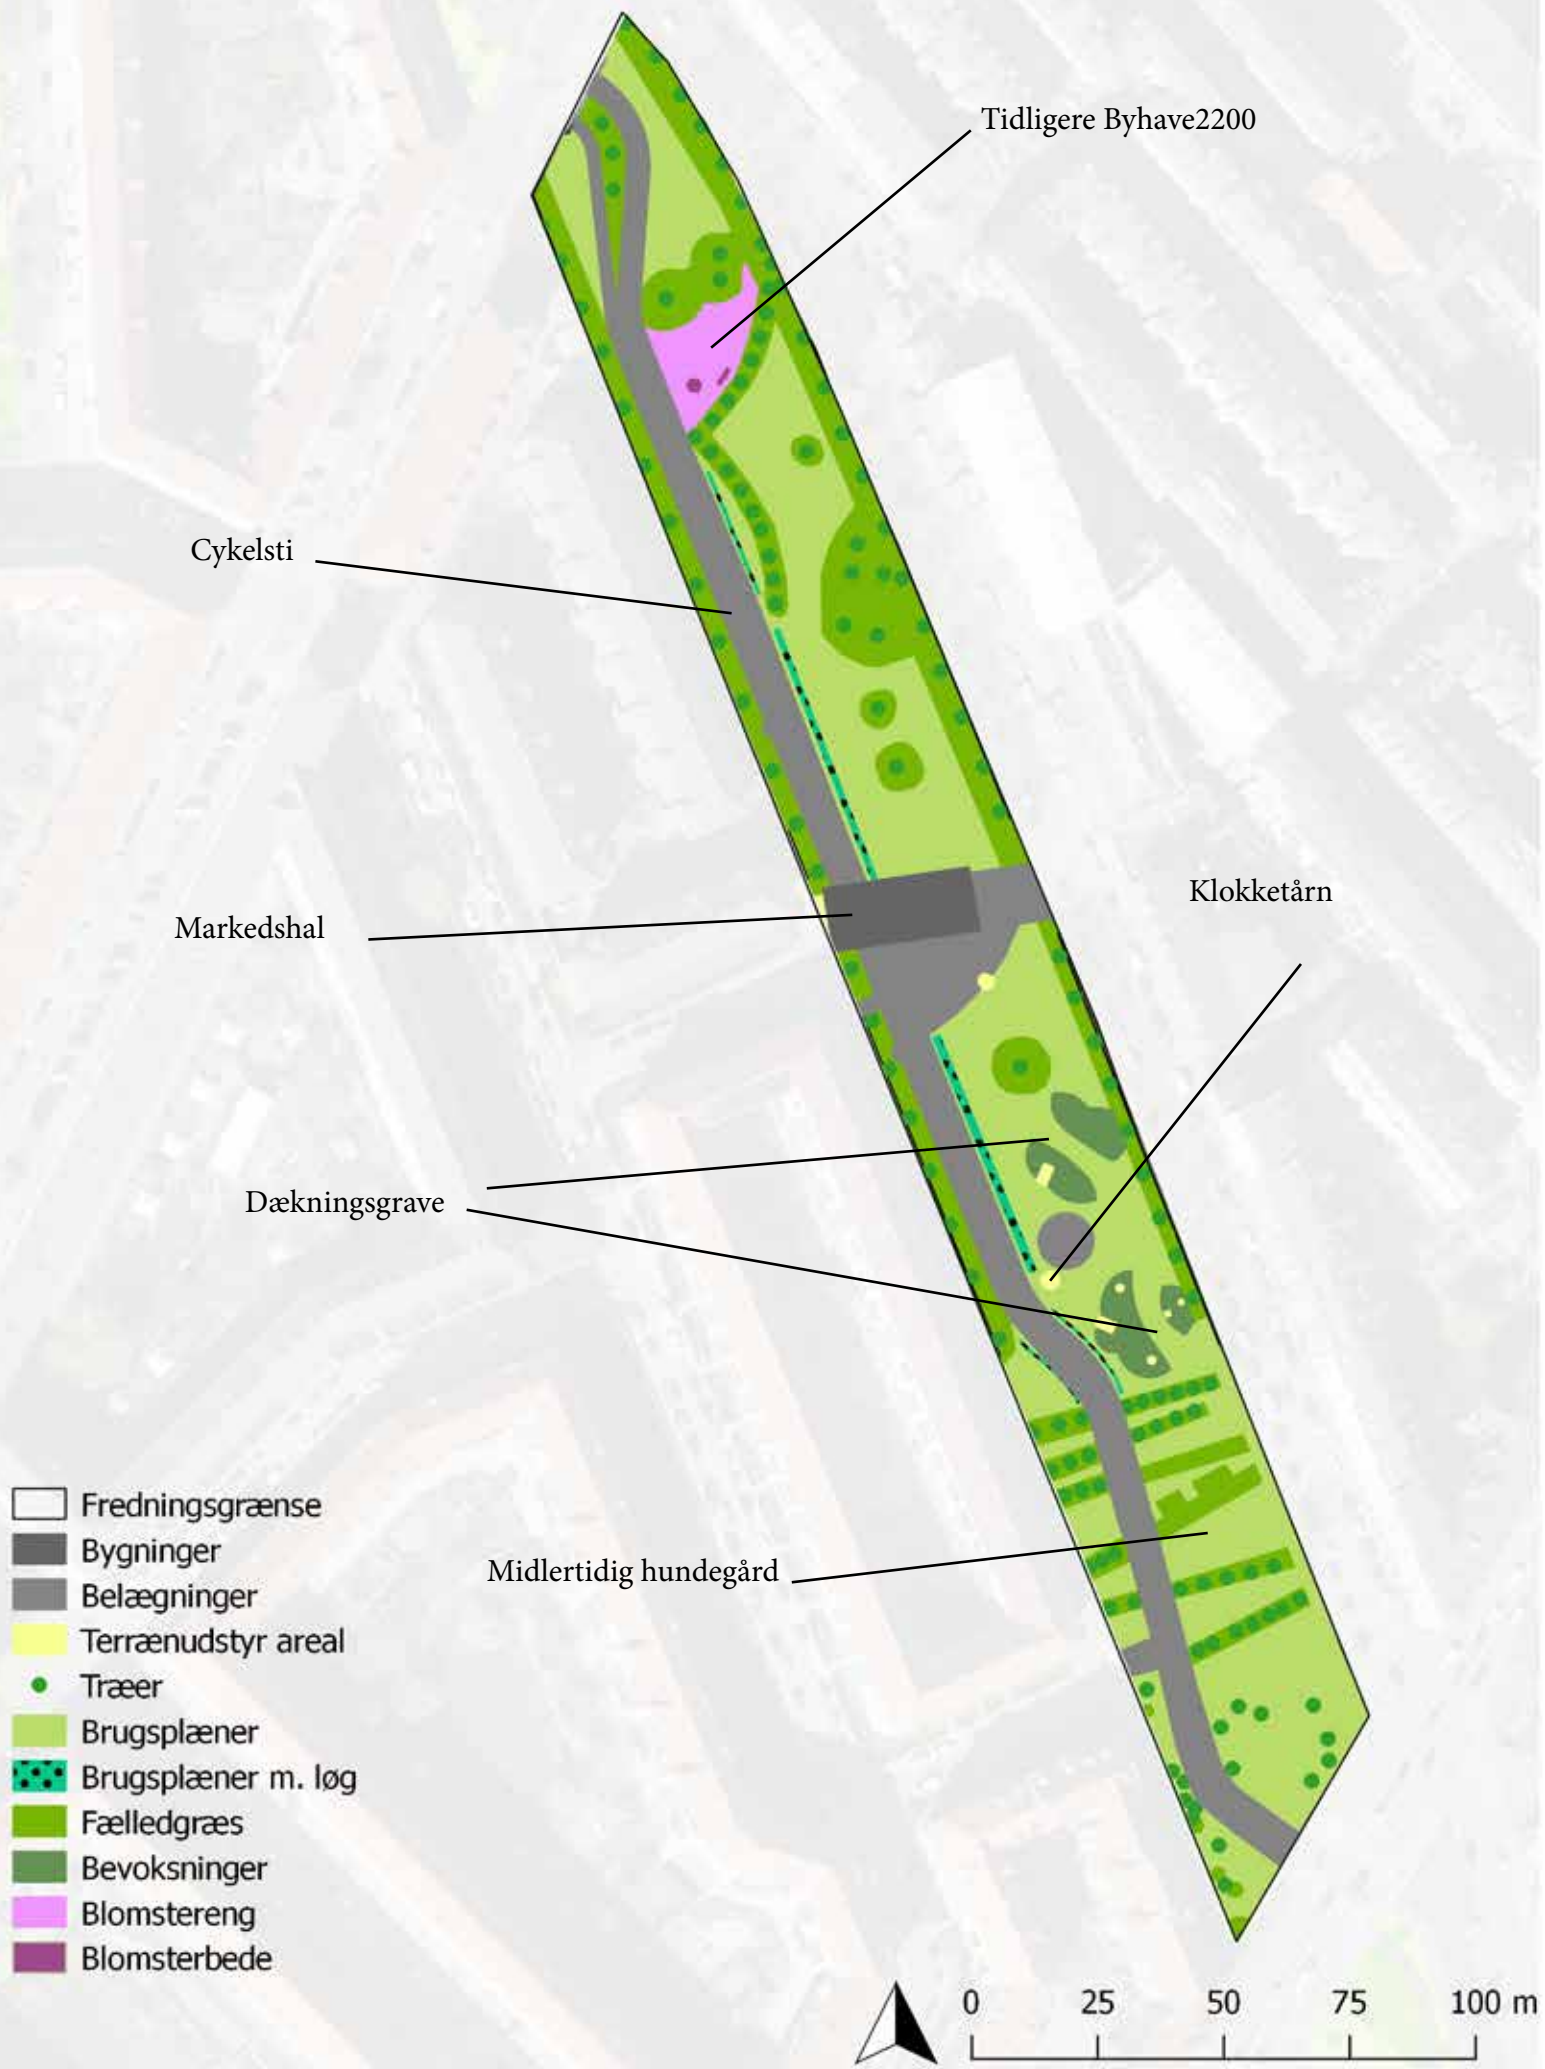 Tidligere Byhave2200
Cykelsti
Klokketårn
Markedshal
Dækningsgrave
Midlertidig hundegård
Fredningsgrænse
Bygninger
Belægninger
Terrænudstyr areal
Træer
Brugsplæner
Brugsplæner m. løg
Fælledgræs
Bevoksninger
Blomstereng
Blomsterbede
0 25 50 75 100 m